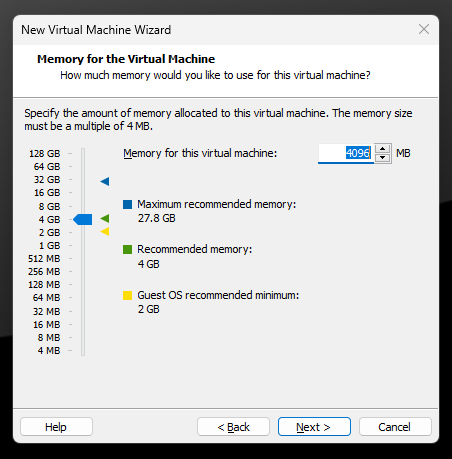 New Virtual Machine Wizard
Memory for the Virtual Machine
How much memory would you like to use for this virtual machine?
Specify the amount of memory allocated to this virtual machine. The memory size
must be a multiple of 4 MB.
128 GB
64 GB
32 GB
16 GB
8 GB
4 GB
2 GB
1 GB
512 MB
256 MB
128 MB
64 MB
32 MB
16 MB
8 MB
4 MB
Memory for this virtual machine: 4096 MB
Maximum recommended memory:
27.8 GB
Recommended memory:
4 GB
Guest OS recommended minimum:
2 GB
Help < Back Next > Cancel